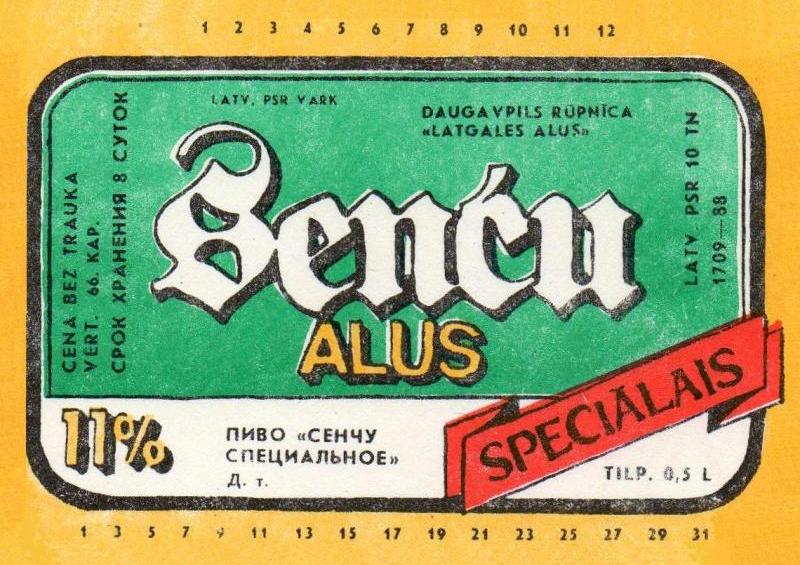 1 2 3 4 5 6 7 8 9 10 11 12
LATV. PSR VARK
DAUGAVPILS RŪPNĪCA
«LATGALES ALUS»
CENA BEZ TRAUKA
VERT. 66. KAP.
СРОК ХРАНЕНИЯ 8 СУТОК
Senču
ALUS
LATV. PSR 10 TN
1709—88
11%
ПИВО «СЕНЧУ
СПЕЦИАЛЬНОЕ»
Д. т.
SPECIĀLAIS
TILP. 0,5 L
1 3 5 7 9 11 13 15 17 19 21 23 25 27 29 31